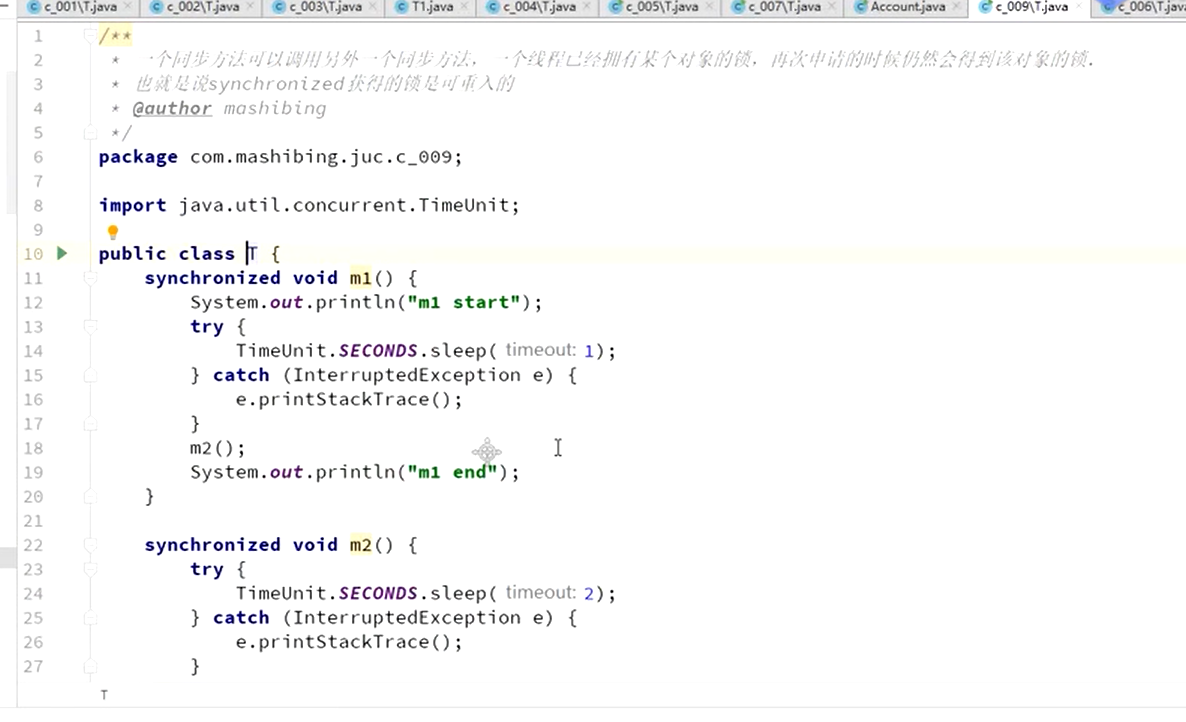 c_001\T.java c_002\T.java c_003\T.java T1.java c_004\T.java c_005\T.java c_007\T.java Account.java c_009\T.java c_006\T.java
1 /**
2 * 一个同步方法可以调用另外一个同步方法，一个线程已经拥有某个对象的锁，再次申请的时候仍然会得到该对象的锁.
3 * 也就是说synchronized获得的锁是可重入的
4 * @author mashibing
5 */
6 package com.mashibing.juc.c_009;
7
8 import java.util.concurrent.TimeUnit;
9
10 public class T {
11 synchronized void m1() {
12 System.out.println("m1 start");
13 try {
14 TimeUnit.SECONDS.sleep( timeout: 1);
15 } catch (InterruptedException e) {
16 e.printStackTrace();
17 }
18 m2();
19 System.out.println("m1 end");
20 }
21
22 synchronized void m2() {
23 try {
24 TimeUnit.SECONDS.sleep( timeout: 2);
25 } catch (InterruptedException e) {
26 e.printStackTrace();
27 }
T